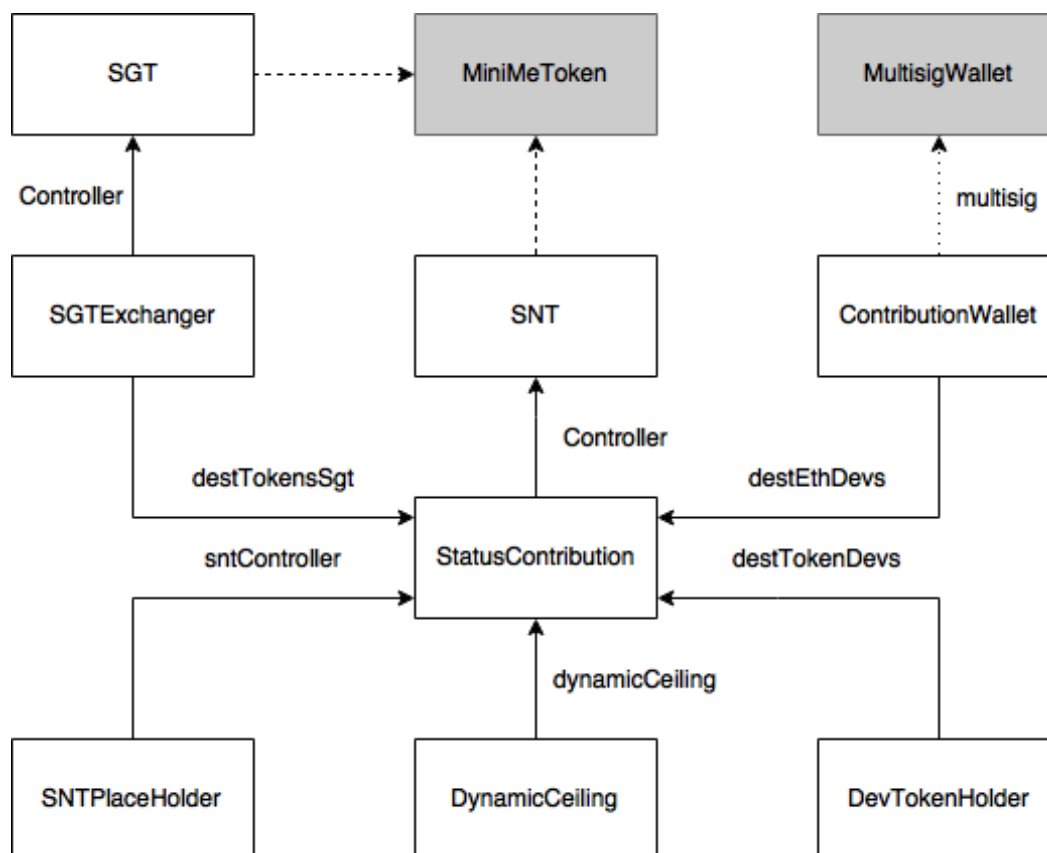 SGT
MiniMeToken
MultisigWallet
Controller
multisig
SGTExchanger
SNT
ContributionWallet
Controller
destTokensSgt
destEthDevs
sntController
StatusContribution
destTokenDevs
dynamicCeiling
SNTPlaceHolder
DynamicCeiling
DevTokenHolder